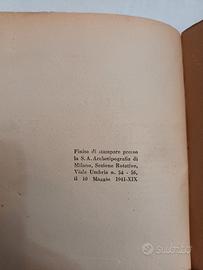 Finito di stampare presso
la S. A. Archetipografia di
Milano, Sezione Rotative,
Viale Umbria n. 54 - 56,
il 10 Maggio 1941-XIX
subito